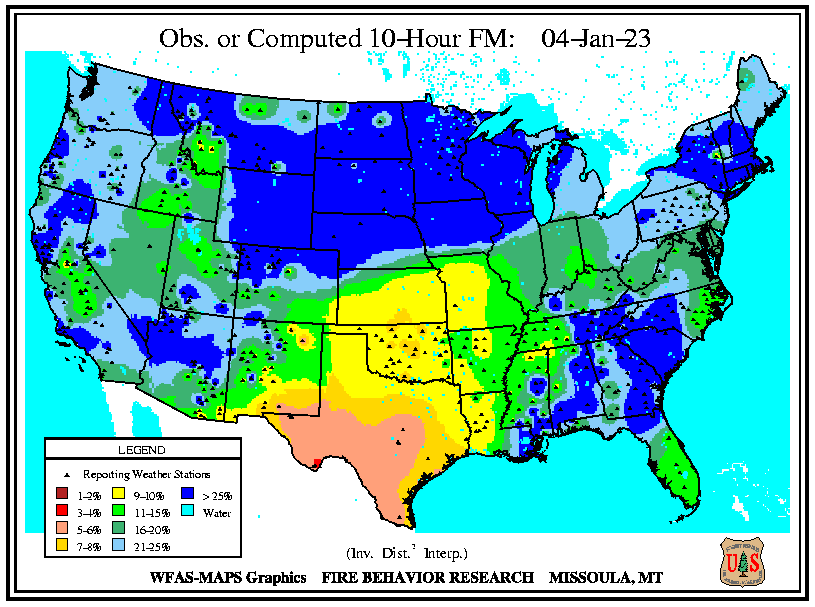 Obs. or Computed 10-Hour FM: 04-Jan-23
LEGEND
Reporting Weather Stations
1-2% 9-10% > 25%
3-4% 11-15% Water
5-6% 16-20%
7-8% 21-25%
(Inv. Dist.² Interp.)
WFAS-MAPS Graphics FIRE BEHAVIOR RESEARCH MISSOULA, MT
U S